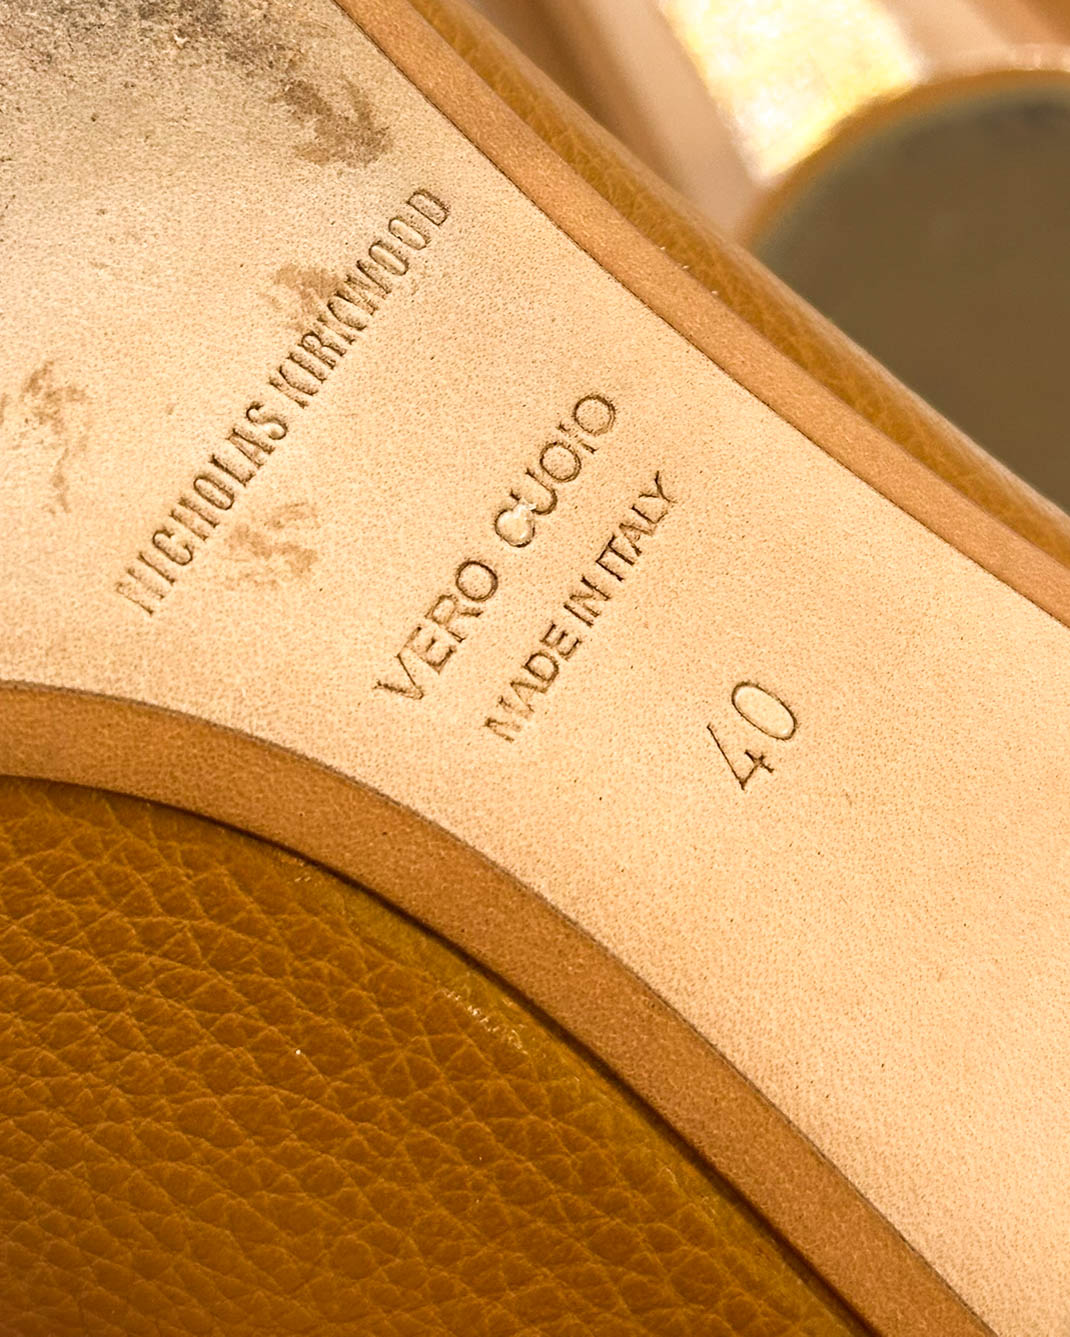 NICHOLAS KIRKWOOD
VERO CUOIO
MADE IN ITALY
40